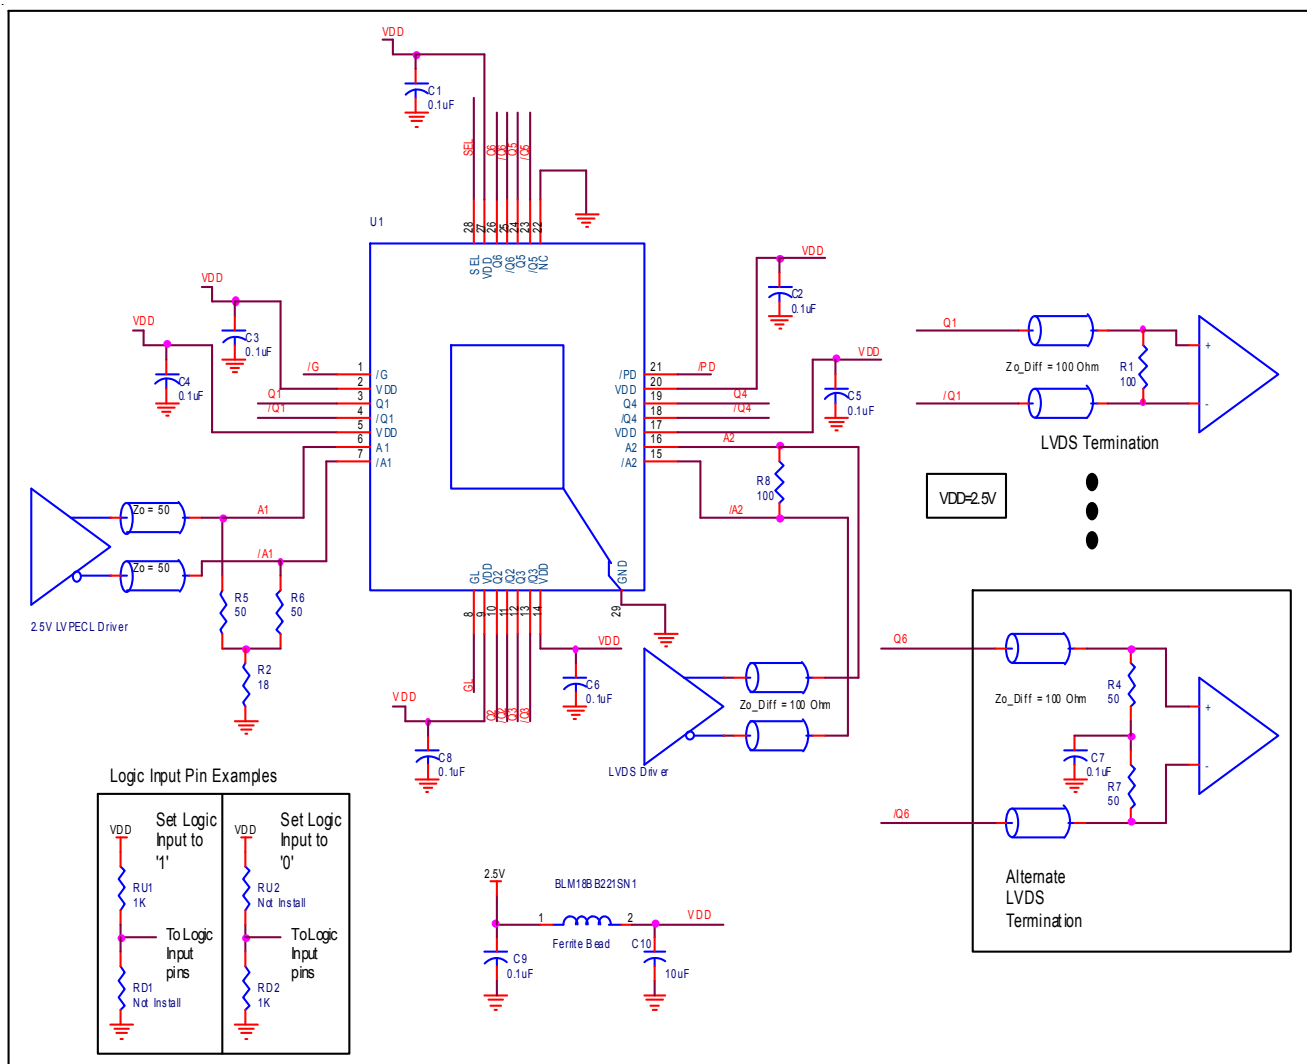 VDD
C1
0.1uF
SEL
Q6
/Q6
Q5
/Q5
U1
28
27
26
25
24
23
22
SEL
VDD
Q6
/Q6
Q5
/Q5
NC
VDD
C3
0.1uF
VDD
C4
0.1uF
/G
Q1
/Q1
1
2
3
4
5
6
7
/G
VDD
Q1
/Q1
VDD
A1
/A1
21
20
19
18
17
16
15
/PD
VDD
Q4
/Q4
VDD
A2
/A2
/PD
Q4
/Q4
A2
/A2
VDD
C2
0.1uF
VDD
C5
0.1uF
R8
100
Q1
/Q1
Zo_Diff = 100 Ohm
R1
100
+
-
LVDS Termination
VDD=2.5V
Zo = 50
Zo = 50
A1
/A1
2.5V LVPECL Driver
R5
50
R6
50
R2
18
GL
VDD
Q2
/Q2
Q3
/Q3
VDD
GND
8
9
10
11
12
13
14
29
GL
Q2
/Q2
Q3
/Q3
VDD
C6
0.1uF
VDD
C8
0.1uF
Zo_Diff = 100 Ohm
LVDS Driver
Q6
/Q6
Zo_Diff = 100 Ohm
R4
50
C7
0.1uF
R7
50
+
-
Alternate
LVDS
Termination
Logic Input Pin Examples
VDD
Set Logic
Input to
'1'
RU1
1K
To Logic
Input
pins
RD1
Not Install
VDD
Set Logic
Input to
'0'
RU2
Not Install
To Logic
Input
pins
RD2
1K
2.5V
BLM18BB221SN1
1
2
VDD
Ferrite Bead
C9
0.1uF
C10
10uF